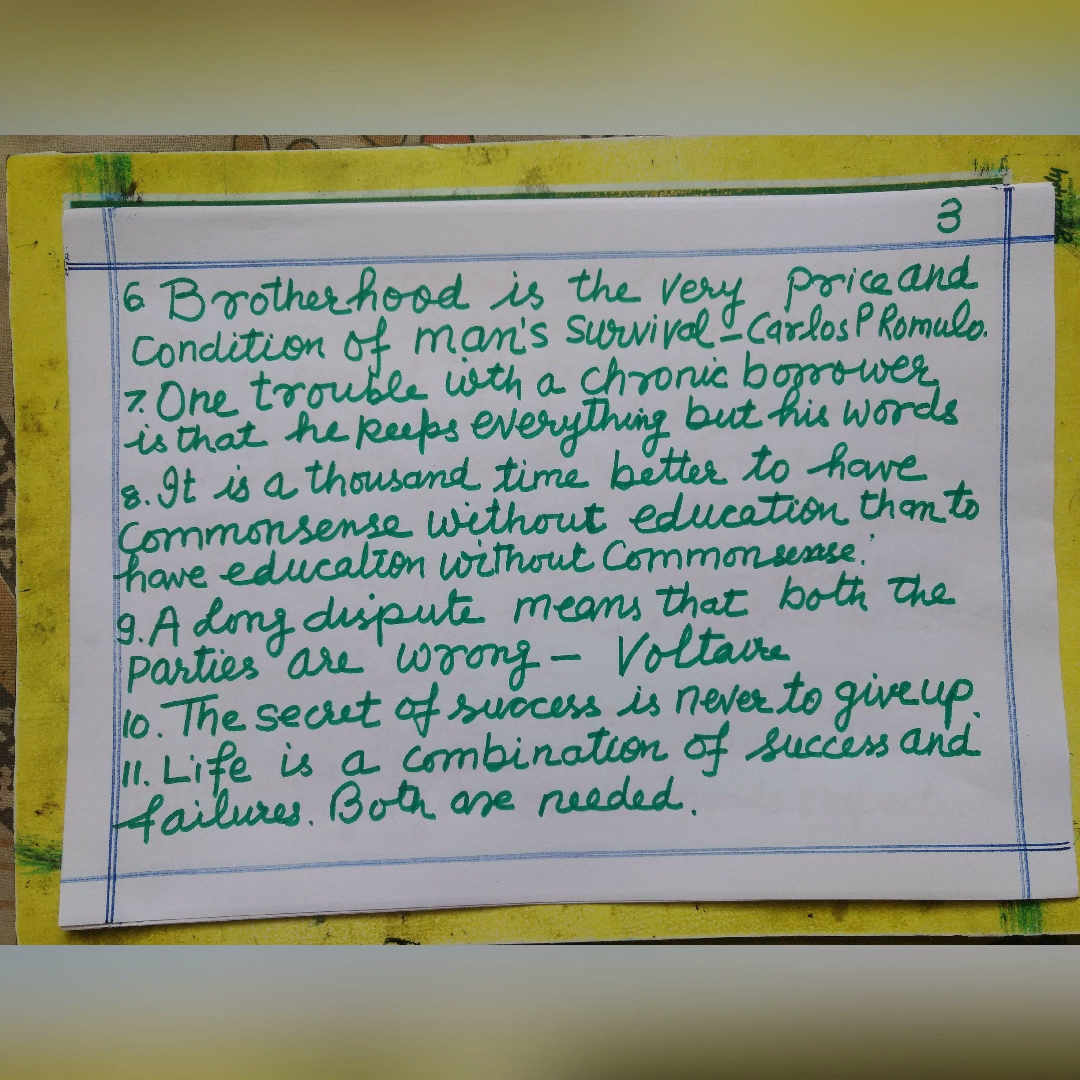 3
6 Brotherhood is the very price and
condition of man's survival - Carlos P Romulo.
7. One trouble with a chronic borrower
is that he keeps everything but his words
8. It is a thousand time better to have
commonsense without education than to
have education without commonsense.
9. A long dispute means that both the
parties are wrong - Voltaire
10. The secret of success is never to give up.
11. Life is a combination of success and
failures. Both are needed.